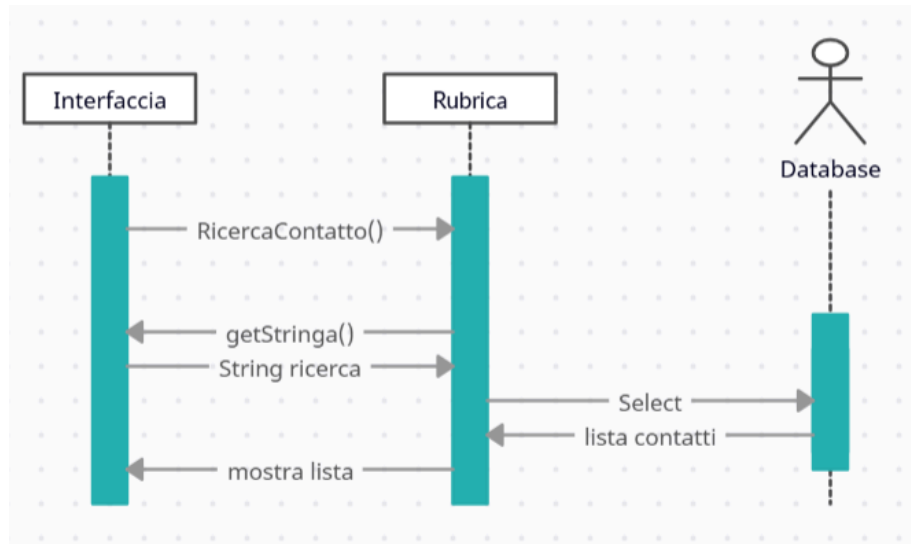 Interfaccia
Rubrica
Database
RicercaContatto()
getStringa()
String ricerca
Select
lista contatti
mostra lista